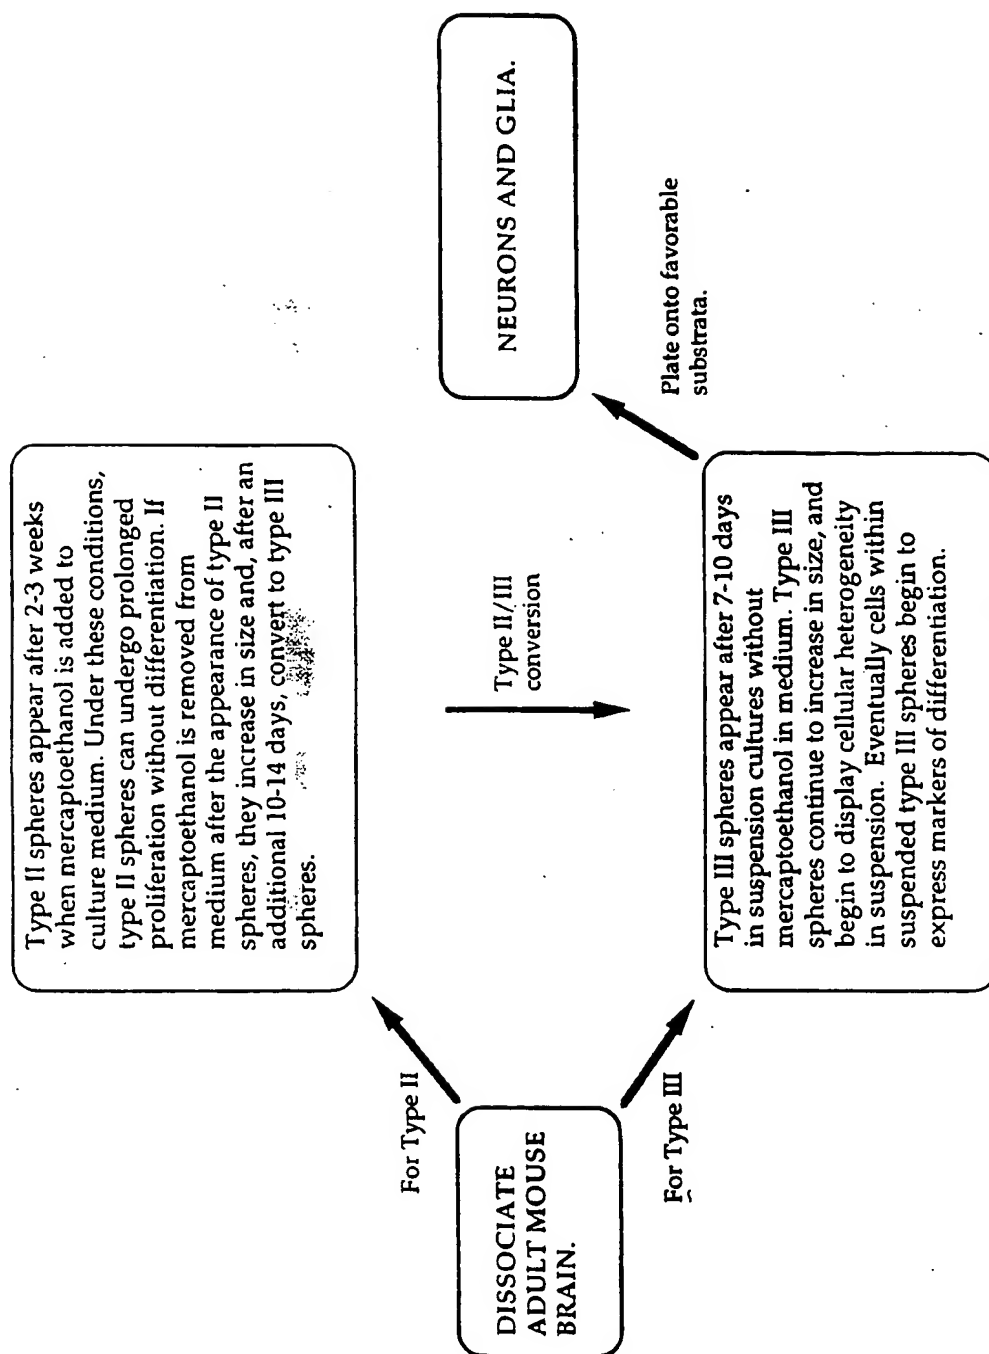 DISSOCIATE
ADULT MOUSE
BRAIN.
For Type II
For Type III
Type II spheres appear after 2-3 weeks
when mercaptoethanol is added to
culture medium. Under these conditions,
type II spheres can undergo prolonged
proliferation without differentiation. If
mercaptoethanol is removed from
medium after the appearance of type II
spheres, they increase in size and, after an
additional 10-14 days, convert to type III
spheres.
Type II/III
conversion
Type III spheres appear after 7-10 days
in suspension cultures without
mercaptoethanol in medium. Type III
spheres continue to increase in size, and
begin to display cellular heterogeneity
in suspension. Eventually cells within
suspended type III spheres begin to
express markers of differentiation.
Plate onto favorable
substrata.
NEURONS AND GLIA.